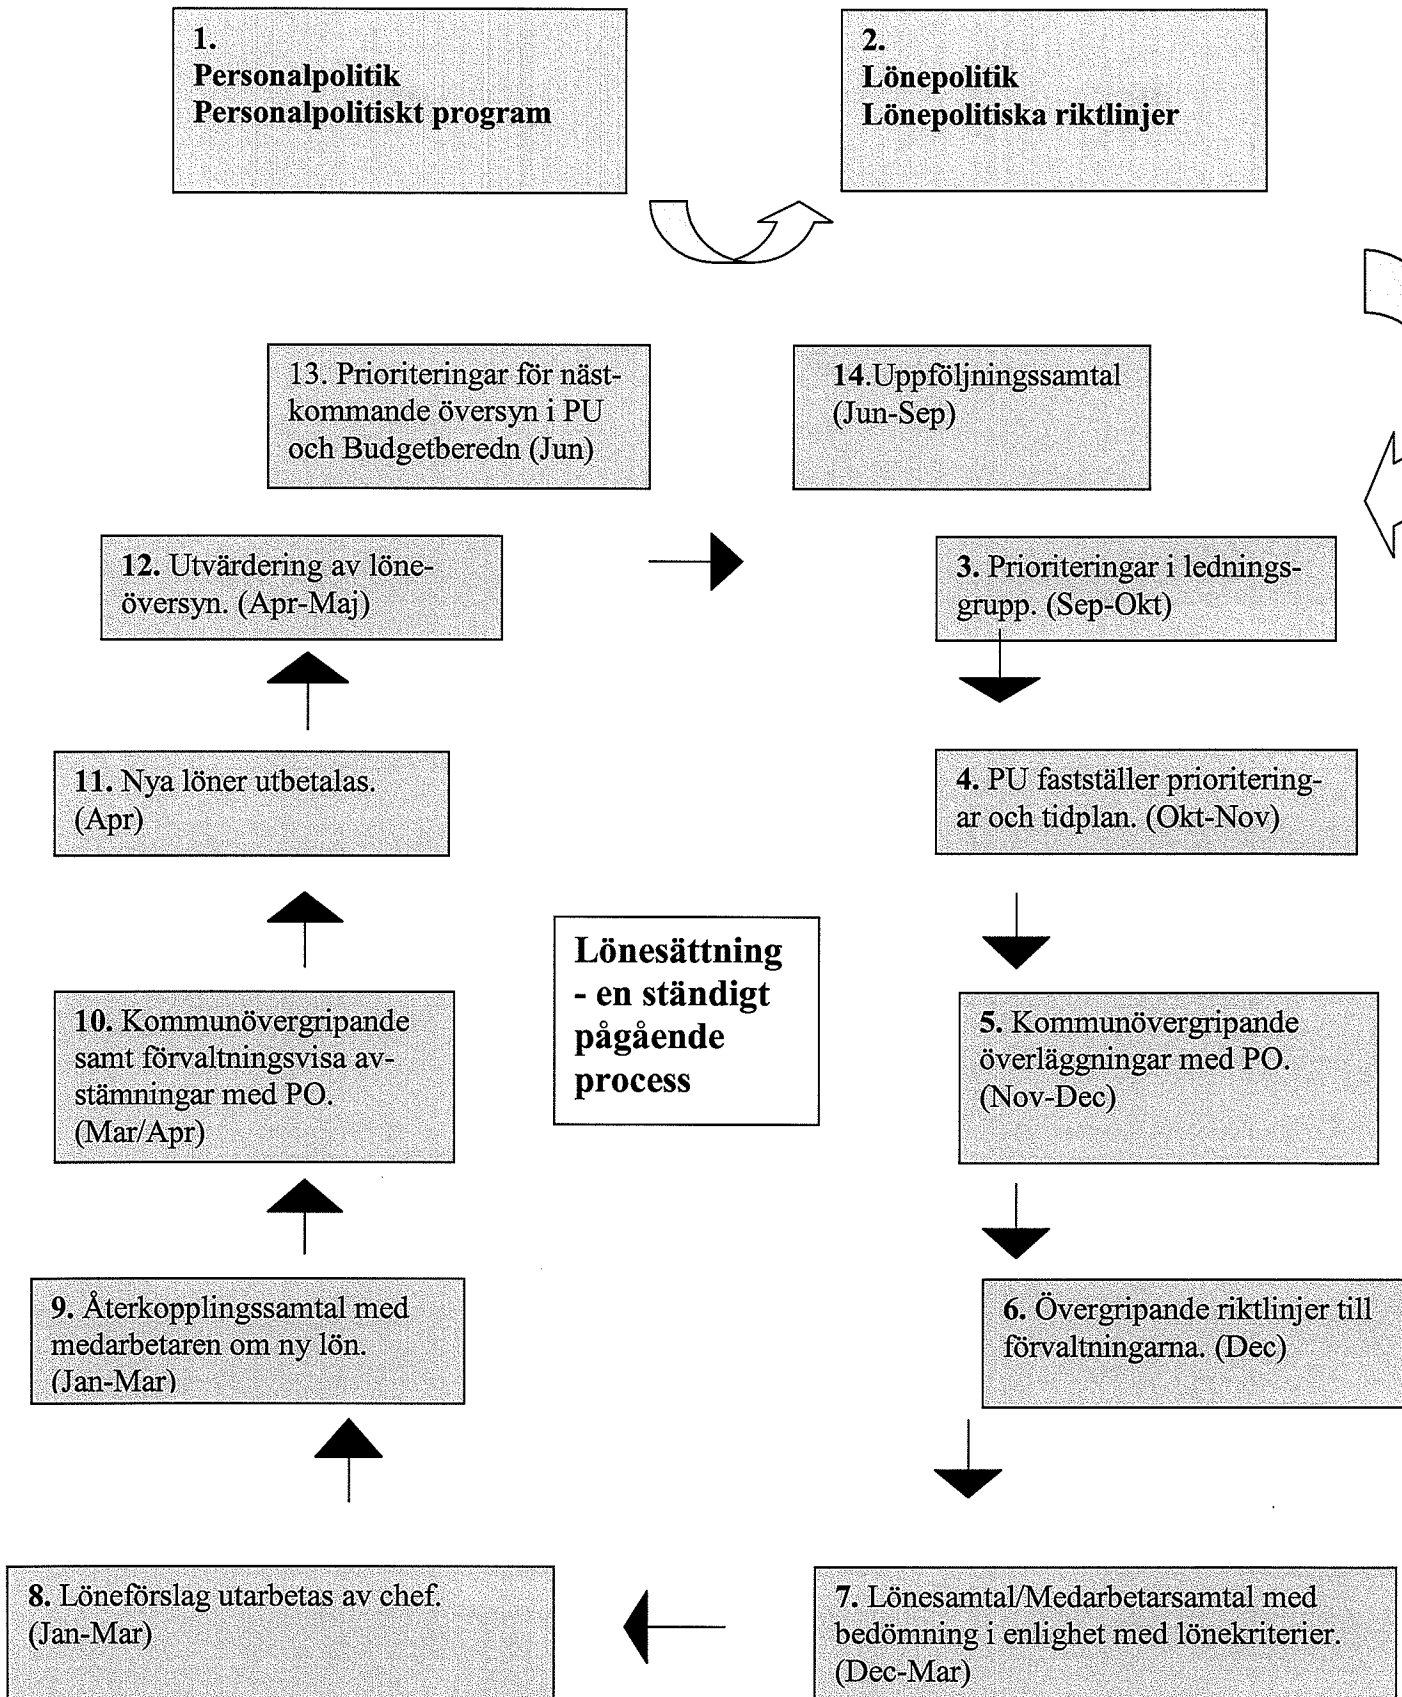 1.
Personalpolitik
Personalpolitiskt program
2.
Lönepolitik
Lönepolitiska riktlinjer
13. Prioriteringar för näst-
kommande översyn i PU
och Budgetberedn (Jun)
14.Uppföljningssamtal
(Jun-Sep)
12. Utvärdering av löne-
översyn. (Apr-Maj)
3. Prioriteringar i lednings-
grupp. (Sep-Okt)
11. Nya löner utbetalas.
(Apr)
4. PU fastställer prioritering-
ar och tidplan. (Okt-Nov)
Lönesättning
- en ständigt
pågående
process
10. Kommunövergripande
samt förvaltningsvisa av-
stämningar med PO.
(Mar/Apr)
5. Kommunövergripande
överläggningar med PO.
(Nov-Dec)
9. Återkopplingssamtal med
medarbetaren om ny lön.
(Jan-Mar)
6. Övergripande riktlinjer till
förvaltningarna. (Dec)
8. Löneförslag utarbetas av chef.
(Jan-Mar)
7. Lönesamtal/Medarbetarsamtal med
bedömning i enlighet med lönekriterier.
(Dec-Mar)